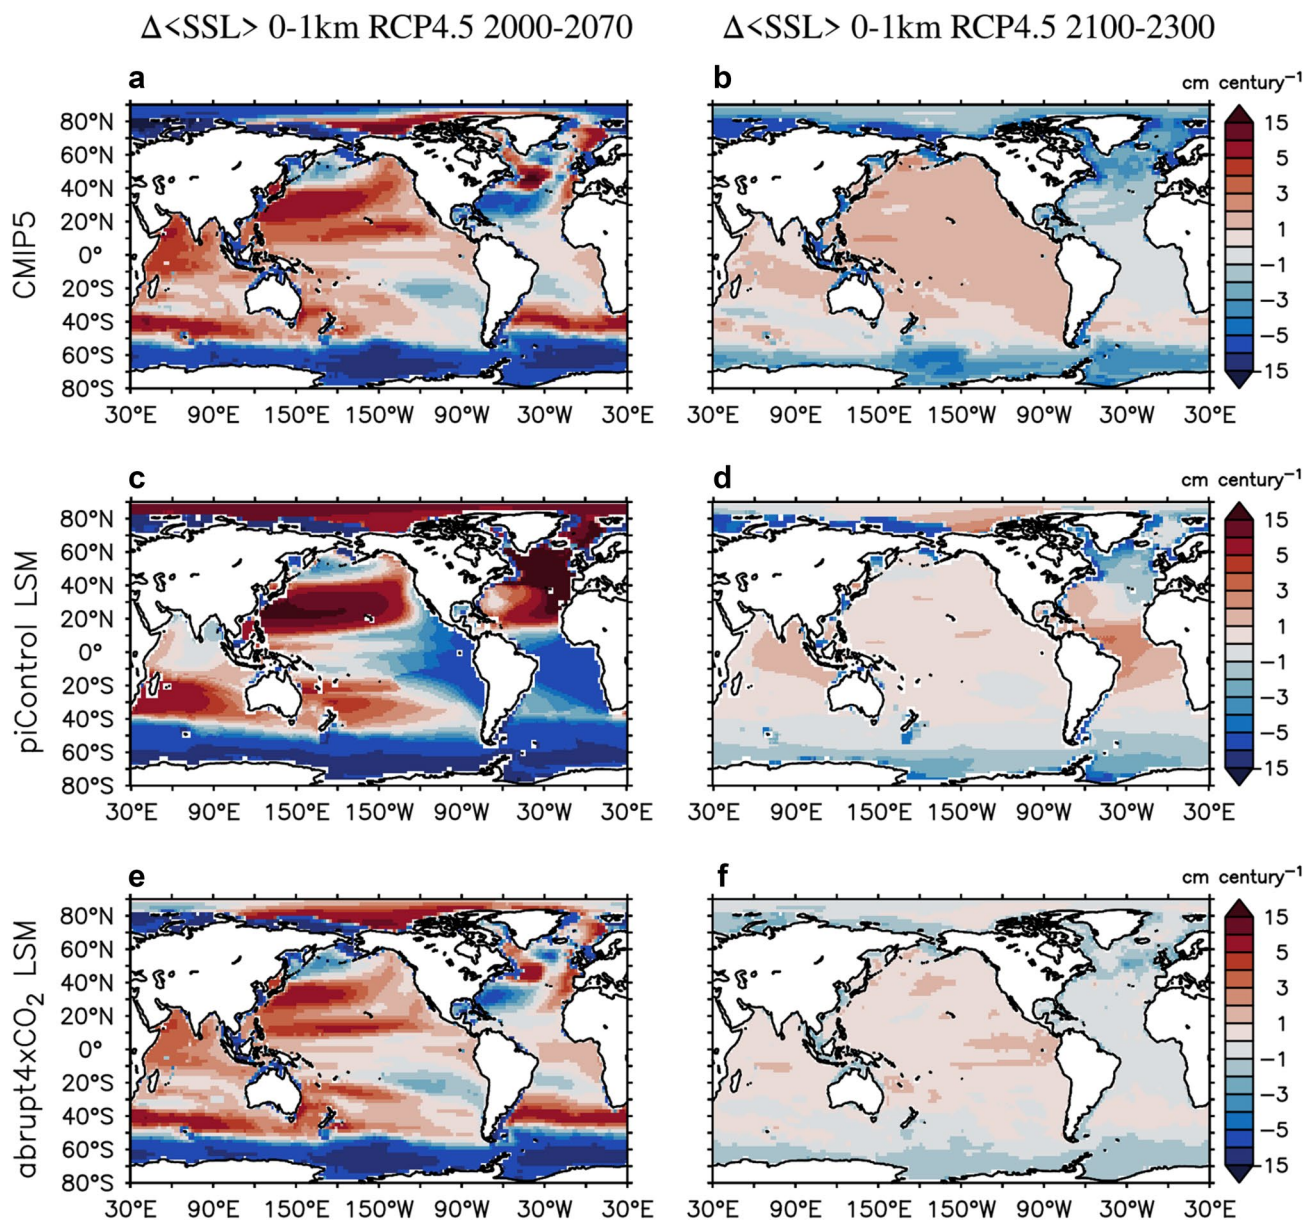 Δ<SSL> 0-1km RCP4.5 2000-2070
Δ<SSL> 0-1km RCP4.5 2100-2300
a
b
cm century⁻¹
CMIP5
80°N
60°N
40°N
20°N
0°
20°S
40°S
60°S
80°S
30°E 90°E 150°E 150°W 90°W 30°W 30°E
30°E 90°E 150°E 150°W 90°W 30°W 30°E
15
5
3
1
−1
−3
−5
−15
c
d
cm century⁻¹
piControl LSM
80°N
60°N
40°N
20°N
0°
20°S
40°S
60°S
80°S
30°E 90°E 150°E 150°W 90°W 30°W 30°E
30°E 90°E 150°E 150°W 90°W 30°W 30°E
15
5
3
1
−1
−3
−5
−15
e
f
cm century⁻¹
abrupt4xCO₂ LSM
80°N
60°N
40°N
20°N
0°
20°S
40°S
60°S
80°S
30°E 90°E 150°E 150°W 90°W 30°W 30°E
30°E 90°E 150°E 150°W 90°W 30°W 30°E
15
5
3
1
−1
−3
−5
−15